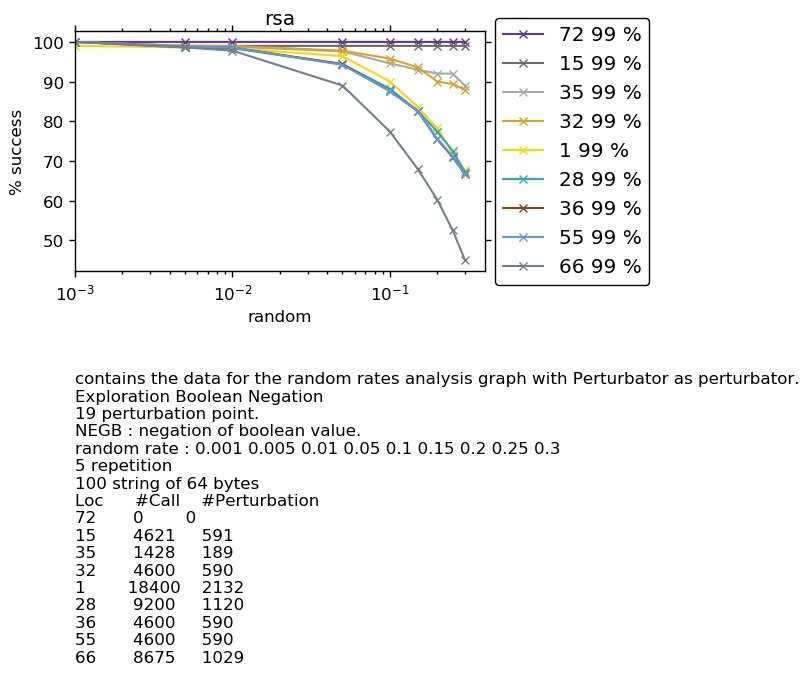 rsa
100
90
80
70
60
50
% success
10⁻³
10⁻²
10⁻¹
random
72 99 %
15 99 %
35 99 %
32 99 %
1 99 %
28 99 %
36 99 %
55 99 %
66 99 %
contains the data for the random rates analysis graph with Perturbator as perturbator.
Exploration Boolean Negation
19 perturbation point.
NEGB : negation of boolean value.
random rate : 0.001 0.005 0.01 0.05 0.1 0.15 0.2 0.25 0.3
5 repetition
100 string of 64 bytes
Loc #Call #Perturbation
72 0 0
15 4621 591
35 1428 189
32 4600 590
1 18400 2132
28 9200 1120
36 4600 590
55 4600 590
66 8675 1029